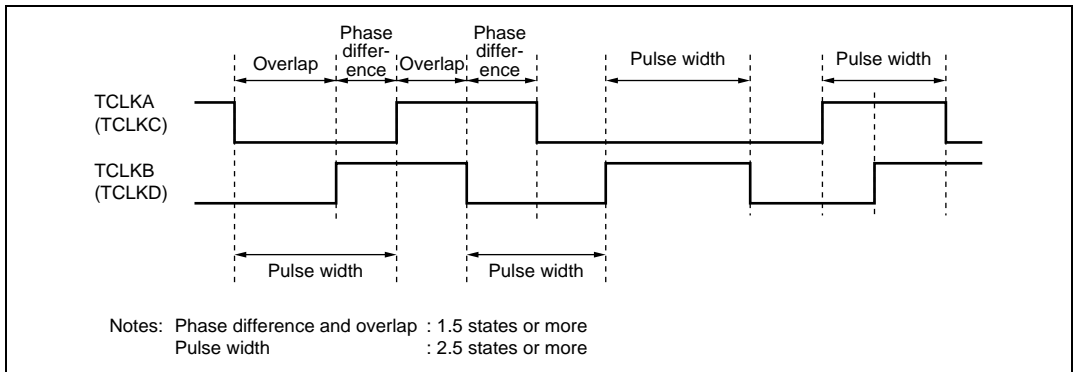 Phase
differ-
ence
Phase
differ-
ence
Overlap
Overlap
Pulse width
Pulse width
TCLKA
(TCLKC)
TCLKB
(TCLKD)
Pulse width
Pulse width
Notes: Phase difference and overlap : 1.5 states or more
Pulse width : 2.5 states or more